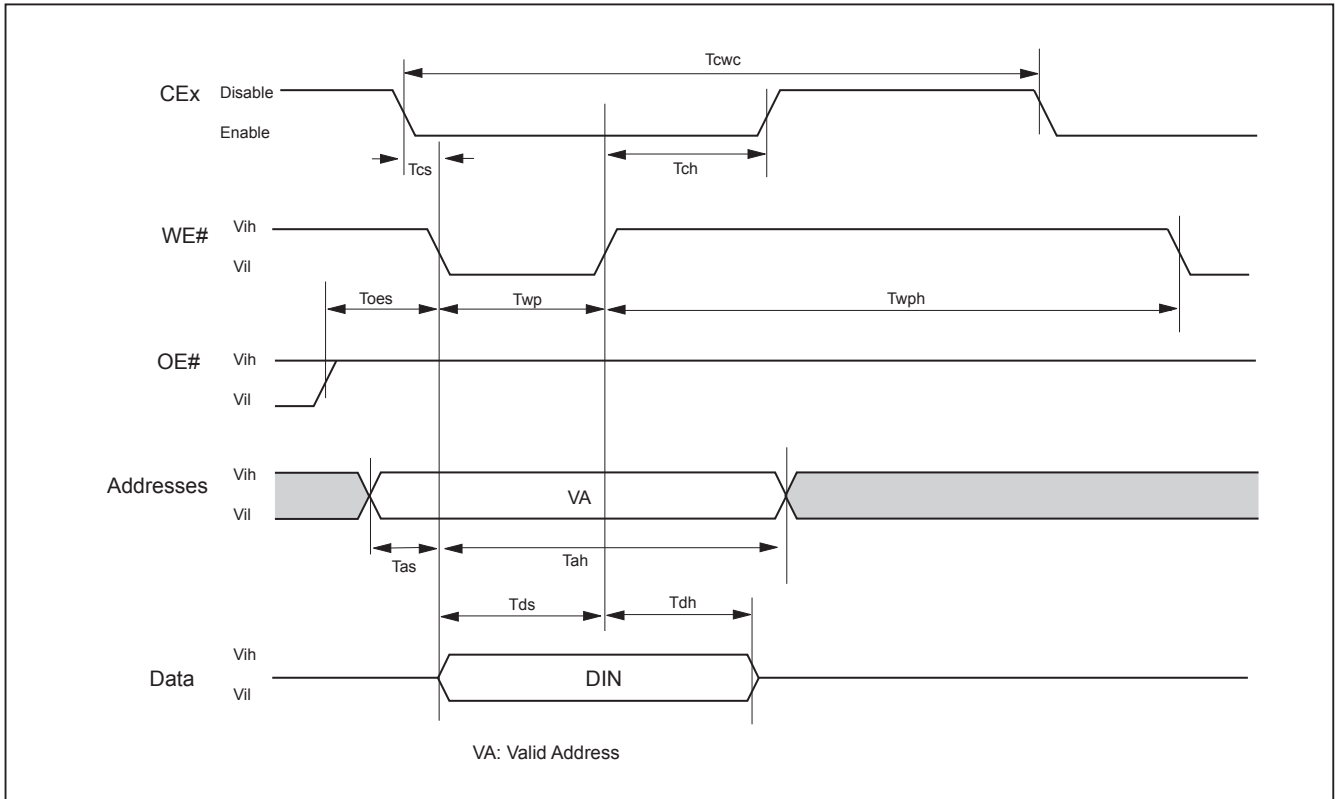 Tcwc
CEx Disable
Enable
Tcs
Tch
WE# Vih
Vil
Toes Twp Twph
OE# Vih
Vil
Addresses Vih
VA
Vil
Tas Tah
Tds Tdh
Data Vih
DIN
Vil
VA: Valid Address